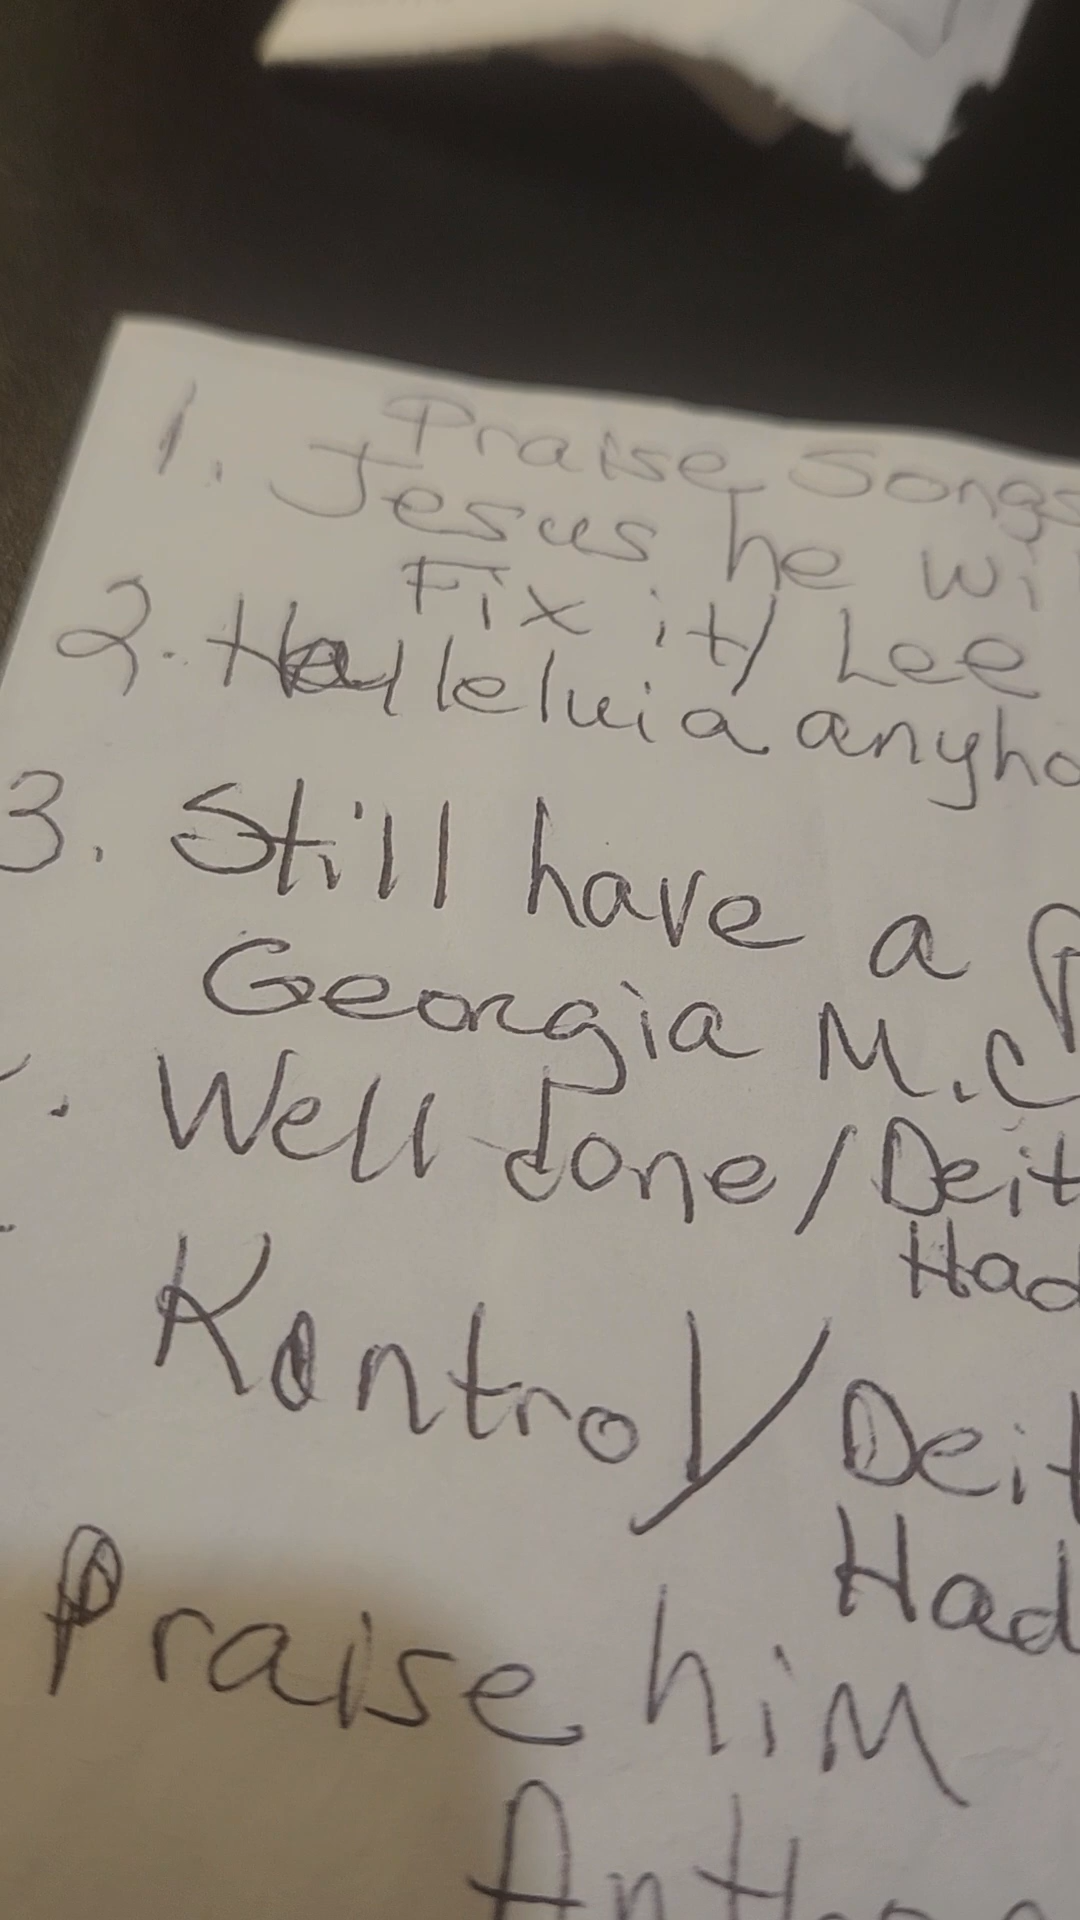 Praise Songs
1. Jesus he wi
Fix it/ Lee
2. Halleluia anyho
3. Still have a
Georgia M.C
. Well done/Deit
Had
Kontrol/ Deit
Had
Praise him
Anth